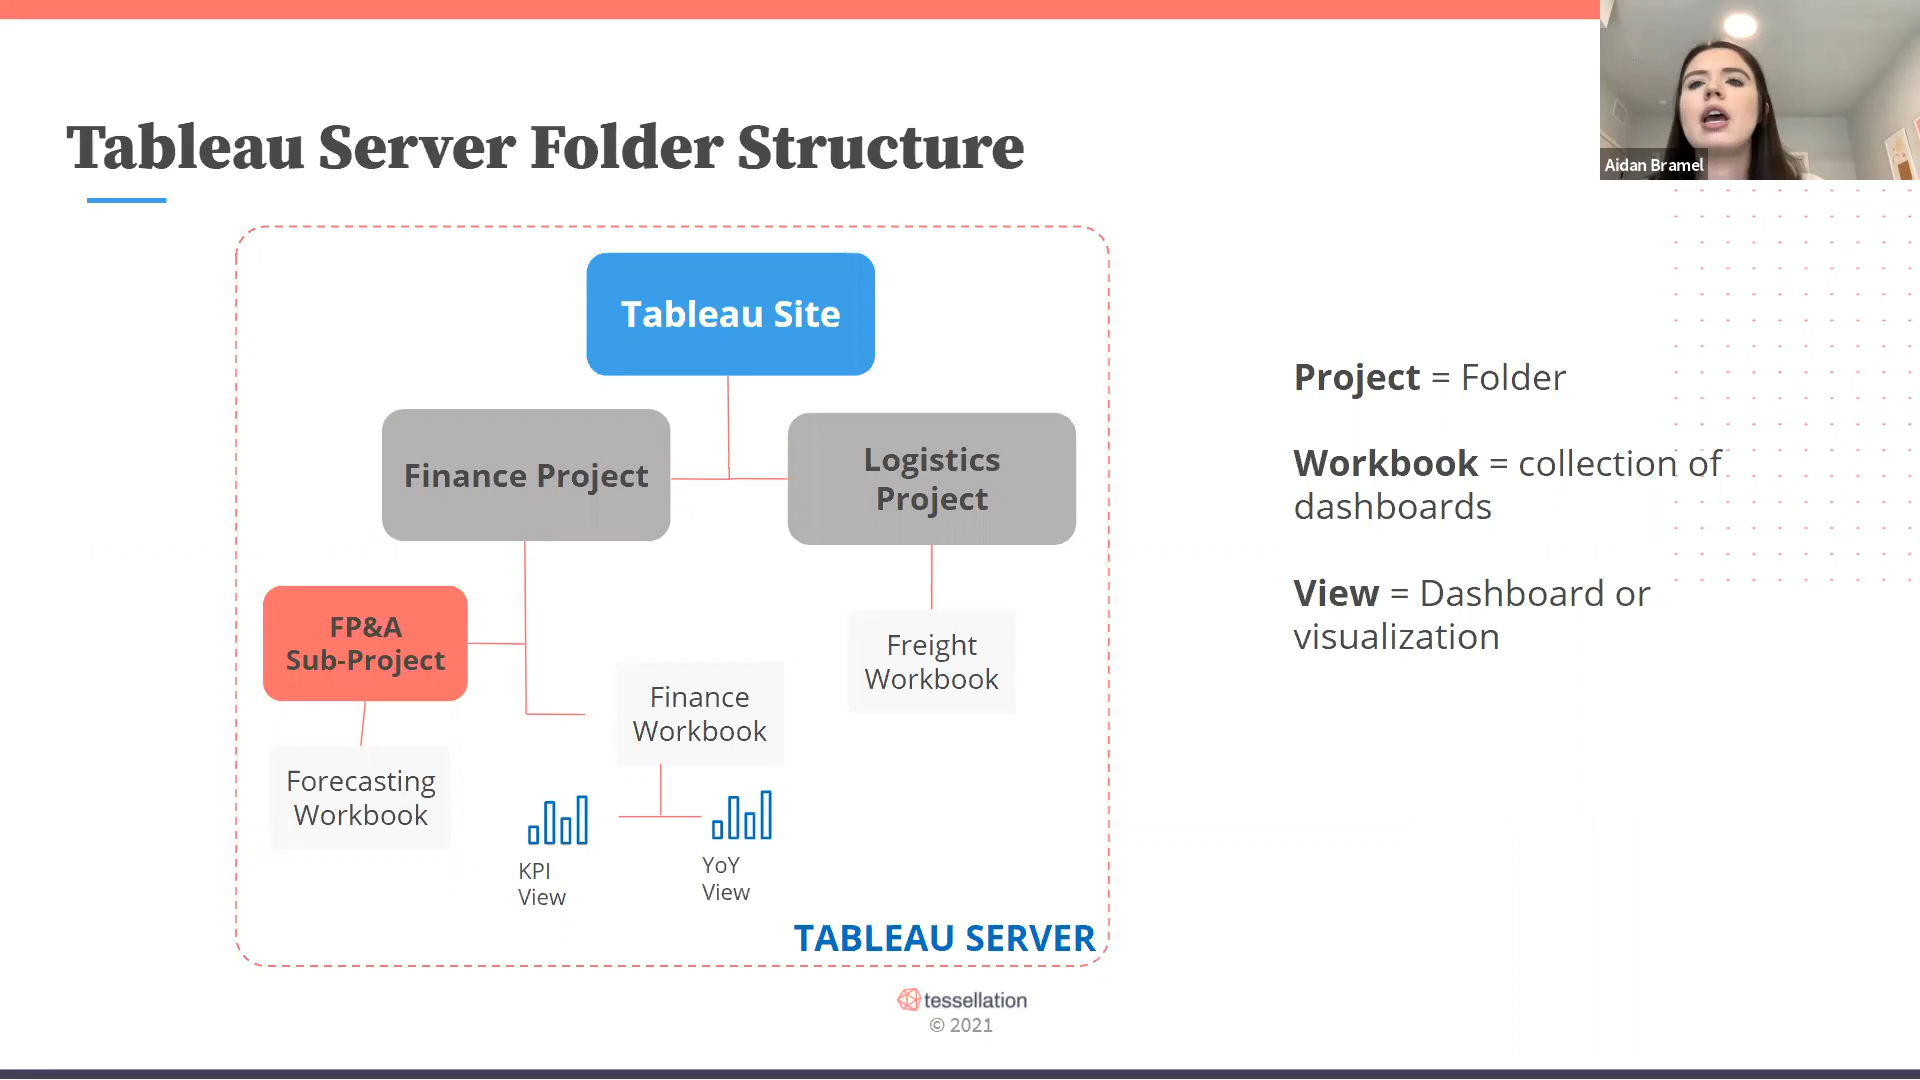 Aidan Bramel
Tableau Server Folder Structure
Tableau Site
Finance Project
Logistics
Project
FP&A
Sub-Project
Freight
Workbook
Finance
Workbook
Forecasting
Workbook
KPI
View
YoY
View
TABLEAU SERVER
Project = Folder
Workbook = collection of
dashboards
View = Dashboard or
visualization
tessellation
© 2021